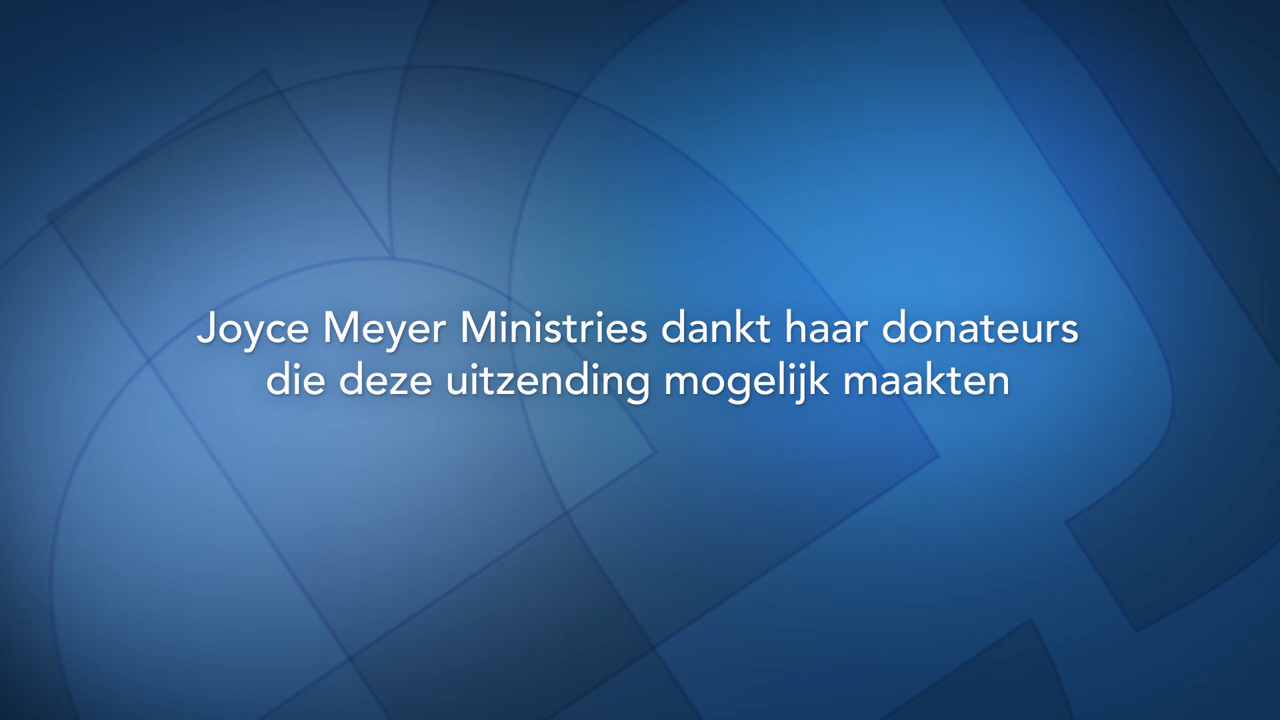 Joyce Meyer Ministries dankt haar donateurs
die deze uitzending mogelijk maakten